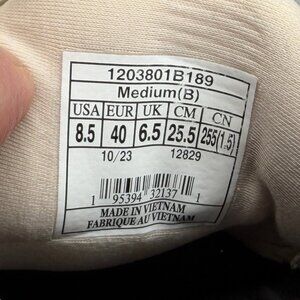 1203801B189
Medium(B)
USA EUR UK CM CN
8.5 40 6.5 25.5 255(1.5)
10/23 12829
1 95394 32137 1
MADE IN VIETNAM
FABRIQUE AU VIETNAM